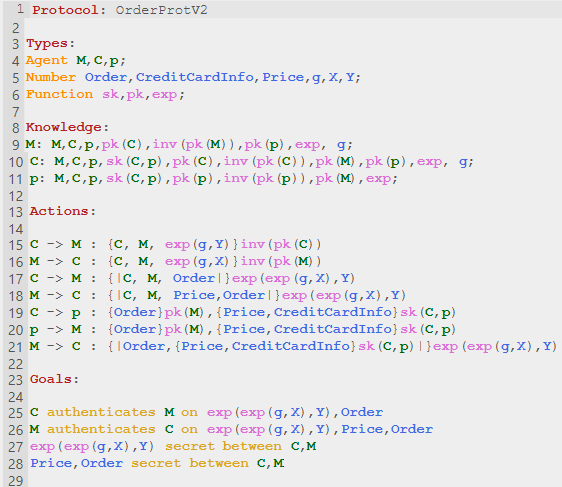 1 Protocol: OrderProtV2
2
3 Types:
4 Agent M,C,p;
5 Number Order,CreditCardInfo,Price,g,X,Y;
6 Function sk,pk,exp;
7
8 Knowledge:
9 M: M,C,p,pk(C),inv(pk(M)),pk(p),exp, g;
10 C: M,C,p,sk(C,p),pk(C),inv(pk(C)),pk(M),pk(p),exp, g;
11 p: M,C,p,sk(C,p),pk(p),inv(pk(p)),pk(M),exp;
12
13 Actions:
14
15 C -> M : {C, M, exp(g,Y)}inv(pk(C))
16 M -> C : {C, M, exp(g,X)}inv(pk(M))
17 C -> M : {|C, M, Order|}exp(exp(g,X),Y)
18 M -> C : {|C, M, Price,Order|}exp(exp(g,X),Y)
19 C -> p : {Order}pk(M),{Price,CreditCardInfo}sk(C,p)
20 p -> M : {Order}pk(M),{Price,CreditCardInfo}sk(C,p)
21 M -> C : {|Order,{Price,CreditCardInfo}sk(C,p)|}exp(exp(g,X),Y)
22
23 Goals:
24
25 C authenticates M on exp(exp(g,X),Y),Order
26 M authenticates C on exp(exp(g,X),Y),Price,Order
27 exp(exp(g,X),Y) secret between C,M
28 Price,Order secret between C,M
29